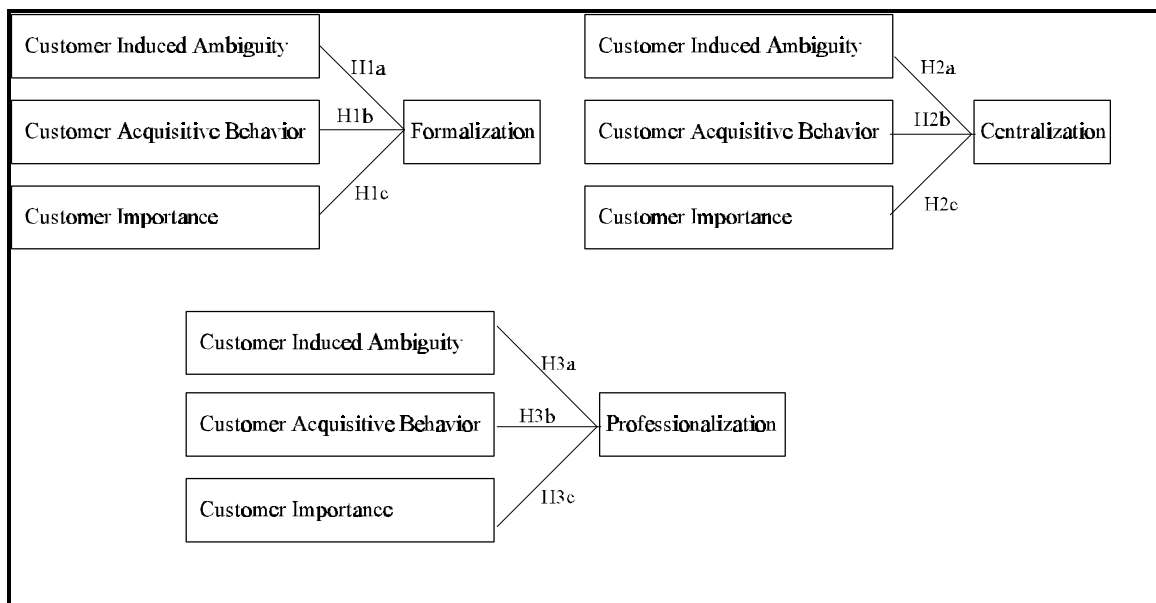 Customer Induced Ambiguity
H1a
Customer Acquisitive Behavior
H1b
Formalization
H1c
Customer Importance
Customer Induced Ambiguity
H2a
Customer Acquisitive Behavior
H2b
Centralization
H2c
Customer Importance
Customer Induced Ambiguity
H3a
Customer Acquisitive Behavior
H3b
Professionalization
H3c
Customer Importance